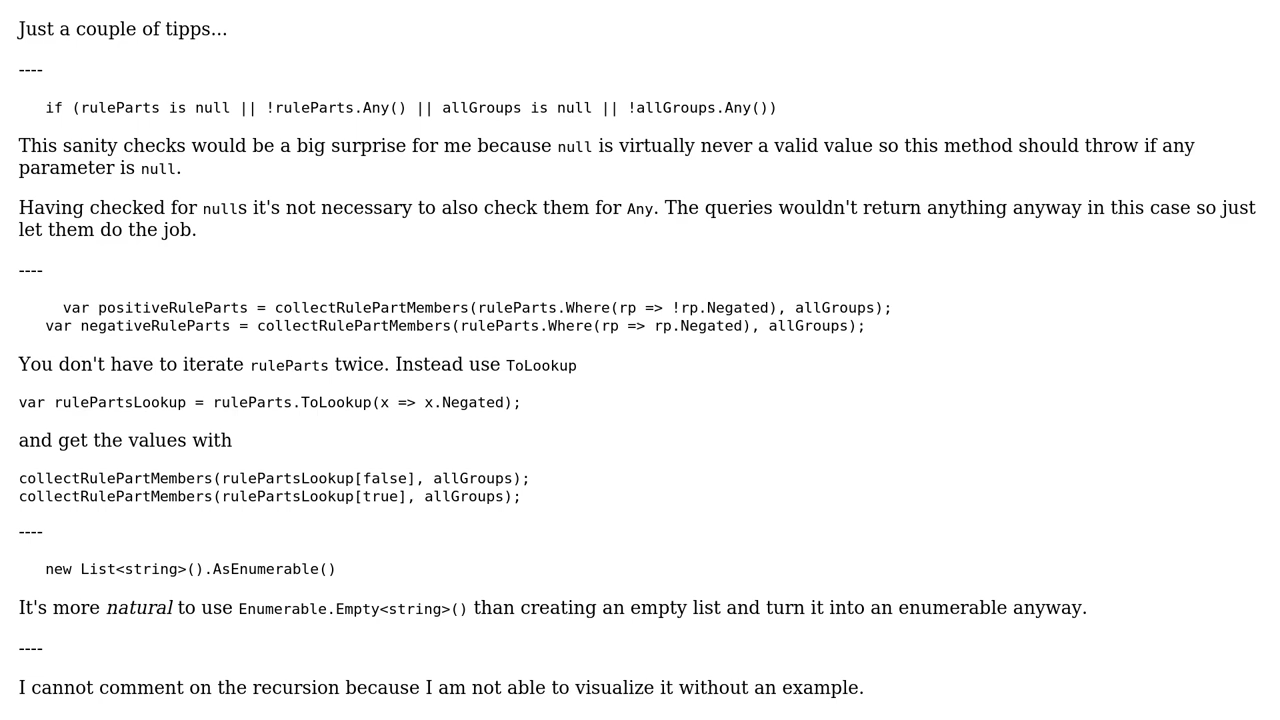 Just a couple of tipps...
----
if (ruleParts is null || !ruleParts.Any() || allGroups is null || !allGroups.Any())
This sanity checks would be a big surprise for me because null is virtually never a valid value so this method should throw if any
parameter is null.
Having checked for nulls it's not necessary to also check them for Any. The queries wouldn't return anything anyway in this case so just
let them do the job.
----
var positiveRuleParts = collectRulePartMembers(ruleParts.Where(rp => !rp.Negated), allGroups);
var negativeRuleParts = collectRulePartMembers(ruleParts.Where(rp => rp.Negated), allGroups);
You don't have to iterate ruleParts twice. Instead use ToLookup
var rulePartsLookup = ruleParts.ToLookup(x => x.Negated);
and get the values with
collectRulePartMembers(rulePartsLookup[false], allGroups);
collectRulePartMembers(rulePartsLookup[true], allGroups);
----
new List<string>().AsEnumerable()
It's more natural to use Enumerable.Empty<string>() than creating an empty list and turn it into an enumerable anyway.
----
I cannot comment on the recursion because I am not able to visualize it without an example.